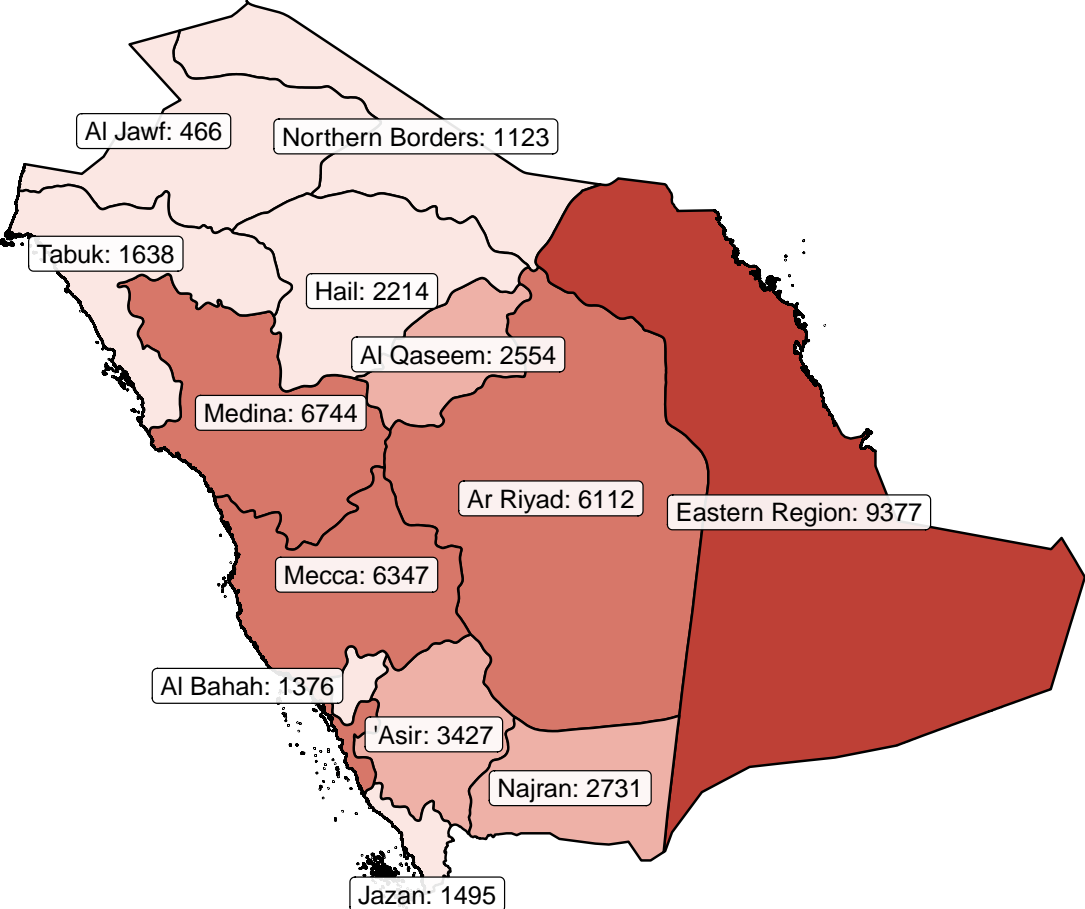 Al Jawf: 466
Northern Borders: 1123
Tabuk: 1638
Hail: 2214
Al Qaseem: 2554
Medina: 6744
Ar Riyad: 6112
Eastern Region: 9377
Mecca: 6347
Al Bahah: 1376
'Asir: 3427
Najran: 2731
Jazan: 1495